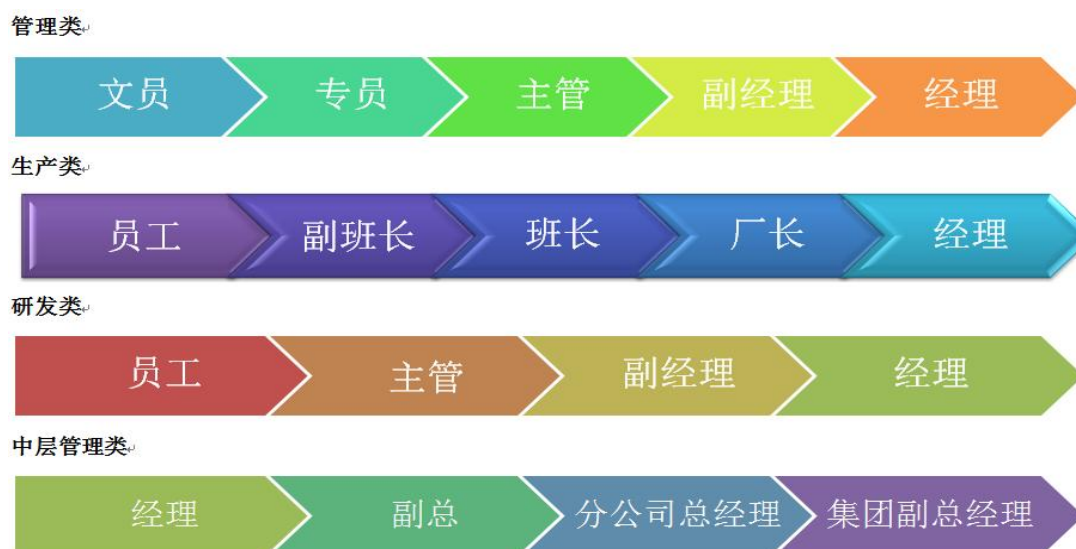 管理类
文员 专员 主管 副经理 经理
生产类
员工 副班长 班长 厂长 经理
研发类
员工 主管 副经理 经理
中层管理类
经理 副总 分公司总经理 集团副总经理